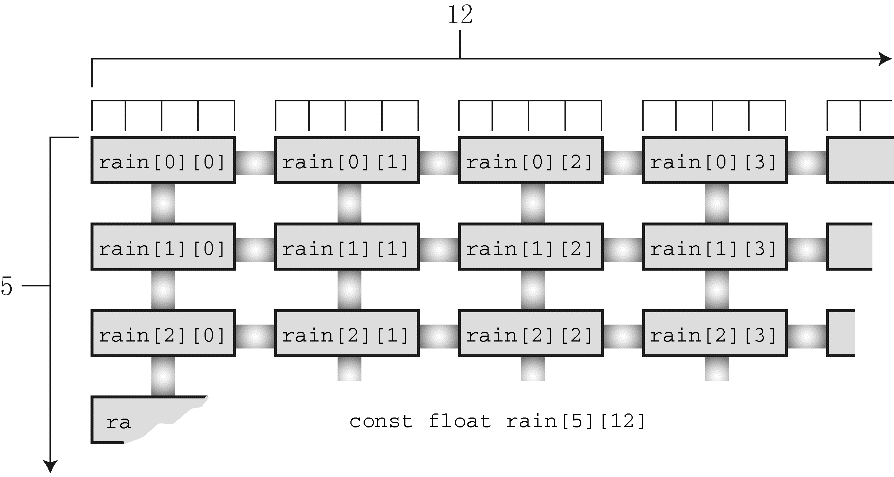 12
rain[0][0] rain[0][1] rain[0][2] rain[0][3]
rain[1][0] rain[1][1] rain[1][2] rain[1][3]
5
rain[2][0] rain[2][1] rain[2][2] rain[2][3]
ra
const float rain[5][12]